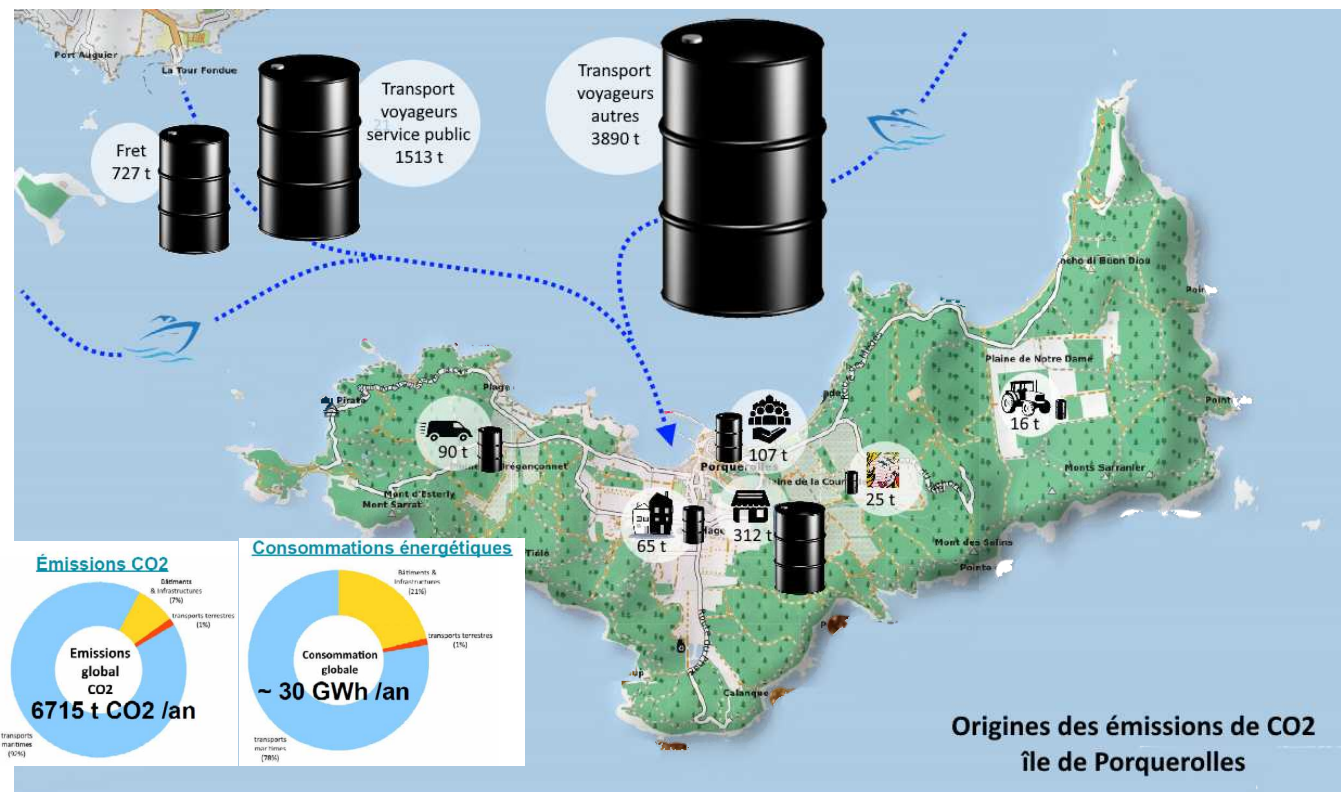 Port Auguier
La Tour Fondue
Fret
727 t
Transport
voyageurs
service public
1513 t
Transport
voyageurs
autres
3890 t
Plaine de Notre Dame
16 t
90 t
107 t
Porquerolles
25 t
65 t
312 t
Mont d'Esterly
Mont Sarrat
Monts Sarranier
Mont des Salins
Pointe
Calanque
Émissions CO2
Bâtiments
& Infrastructures
(7%)
transports terrestres
(1%)
Emissions
global
CO2
6715 t CO2 /an
transports
maritimes
(92%)
Consommations énergétiques
Bâtiments &
Infrastructures
(21%)
transports terrestres
(1%)
Consommation
globale
~ 30 GWh /an
transports
maritimes
(78%)
Origines des émissions de CO2
île de Porquerolles